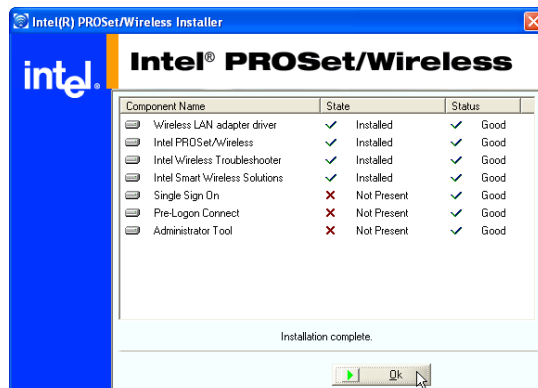 Intel(R) PROSet/Wireless Installer
intel.
Intel® PROSet/Wireless
Component Name State Status
Wireless LAN adapter driver Installed Good
Intel PROSet/Wireless Installed Good
Intel Wireless Troubleshooter Installed Good
Intel Smart Wireless Solutions Installed Good
Single Sign On Not Present Good
Pre-Logon Connect Not Present Good
Administrator Tool Not Present Good
Installation complete.
Ok